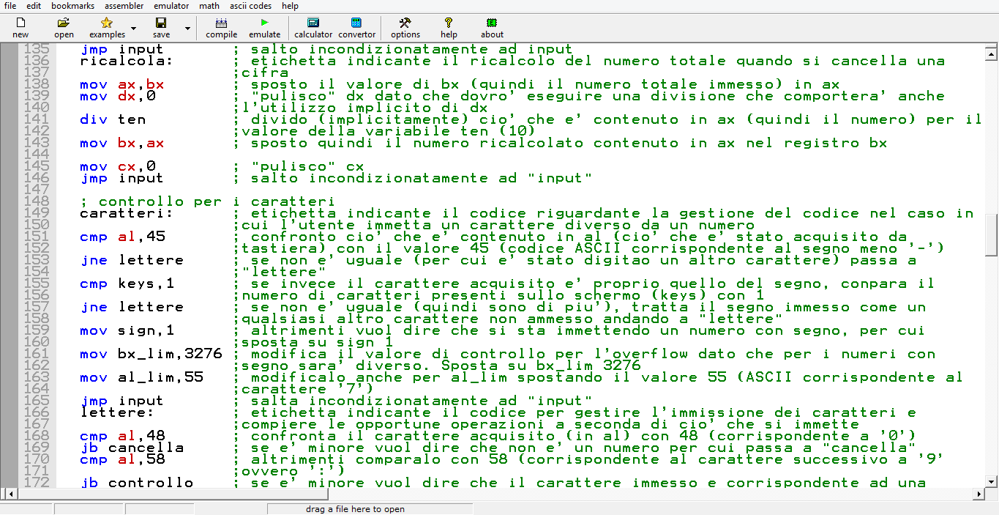 file edit bookmarks assembler emulator math ascii codes help
new open examples save compile emulate calculator convertor options help about
135 jmp input ; salto incondizionatamente ad input
136 ricalcola: ; etichetta indicante il ricalcolo del numero totale quando si cancella una
137 ;cifra
138 mov ax,bx ; sposto il valore di bx (quindi il numero totale immesso) in ax
139 mov dx,0 ; "pulisco" dx dato che dovro' eseguire una divisione che comportera' anche
140 ;l'utilizzo implicito di dx
141 div ten ; divido (implicitamente) cio' che e' contenuto in ax (quindi il numero) per il
142 ;valore della variabile ten (10)
143 mov bx,ax ; sposto quindi il numero ricalcolato contenuto in ax nel registro bx
144
145 mov cx,0 ; "pulisco" cx
146 jmp input ; salto incondizionatamente ad "input"
147
148 ; controllo per i caratteri
149 caratteri: ; etichetta indicante il codice riguardante la gestione del codice nel caso in
150 ;cui l'utente immetta un carattere diverso da un numero
151 cmp al,45 ; confronto cio' che e' contenuto in al (cio' che e' stato acquisito da
152 ;tastiera) con il valore 45 (codice ASCII corrispondente al segno meno '-')
153 jne lettere ; se non e' uguale (per cui e' stato digitao un altro carattere) passa a
154 ;"lettere"
155 cmp keys,1 ; se invece il carattere acquisito e' proprio quello del segno, conpara il
156 ;numero di caratteri presenti sullo schermo (keys) con 1
157 jne lettere ; se non e' uguale (quindi sono di piu'), tratta il segno immesso come un
158 ;qualsiasi altro carattere non ammesso andando a "lettere"
159 mov sign,1 ; altrimenti vuol dire che si sta immettendo un numero con segno, per cui
160 ;sposta su sign 1
161 mov bx_lim,3276 ; modifica il valore di controllo per l'overflow dato che per i numeri con
162 ;segno sara' diverso. Sposta su bx_lim 3276
163 mov al_lim,55 ; modificalo anche per al_lim spostando il valore 55 (ASCII corrispondente al
164 ;carattere '7')
165 jmp input ; salta incondizionatamente ad "input"
166 lettere: ; etichetta indicante il codice per gestire l'immissione dei caratteri e
167 ;compiere le opportune operazioni a seconda di cio' che si immette
168 cmp al,48 ; confronta il carattere acquisito (in al) con 48 (corrispondente a '0')
169 jb cancella ; se e' minore vuol dire che non e' un numero per cui passa a "cancella"
170 cmp al,58 ; altrimenti comparalo con 58 (corrispondente al carattere successivo a '9'
171 ;ovvero ':')
172 jb controllo ; se e' minore vuol dire che il carattere immesso e corrispondente ad una
drag a file here to open